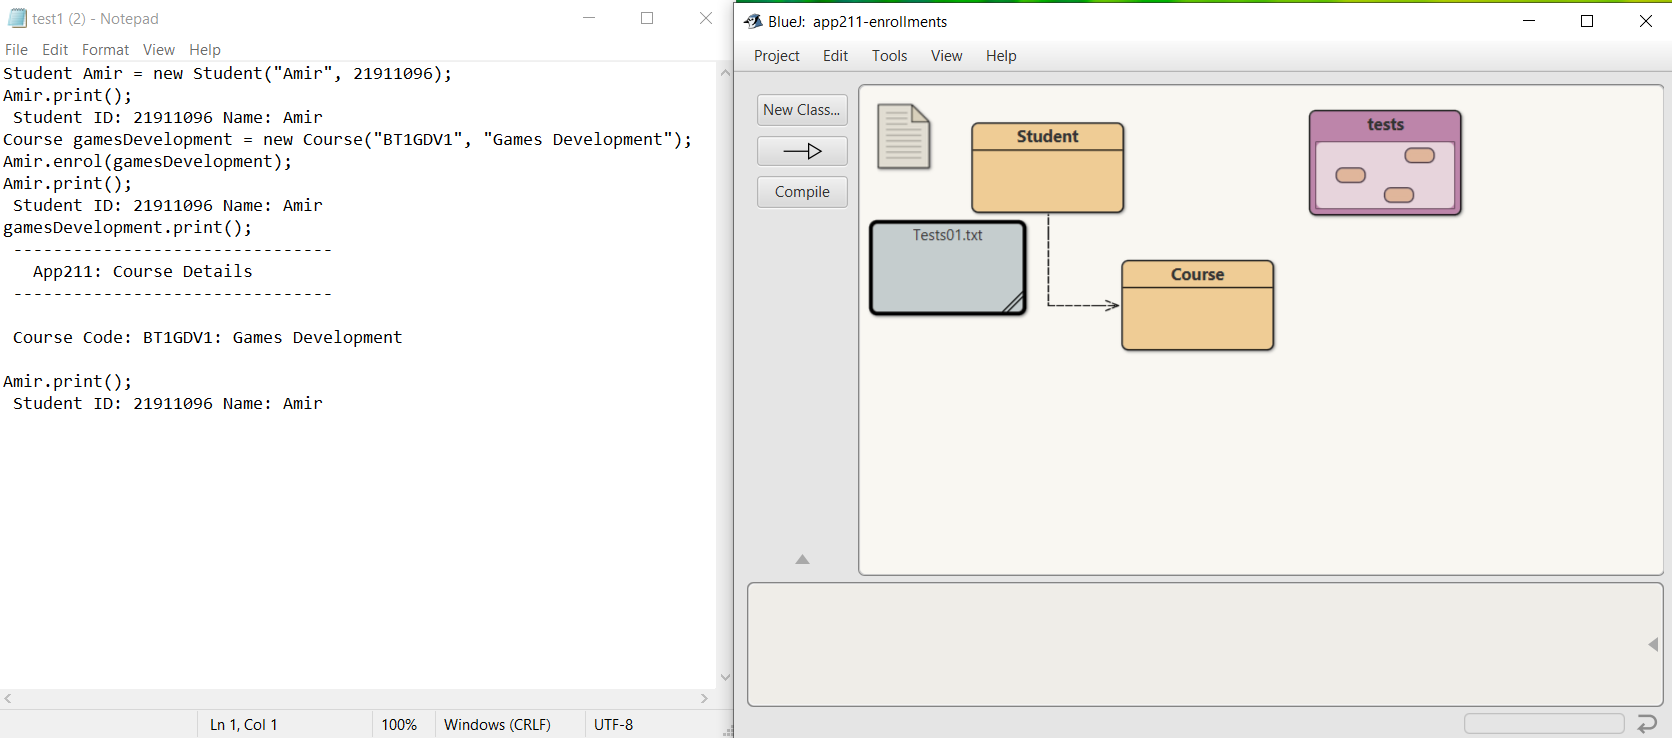 test1 (2) - Notepad
File Edit Format View Help
Student Amir = new Student("Amir", 21911096);
Amir.print();
Student ID: 21911096 Name: Amir
Course gamesDevelopment = new Course("BT1GDV1", "Games Development");
Amir.enrol(gamesDevelopment);
Amir.print();
Student ID: 21911096 Name: Amir
gamesDevelopment.print();
--------------------------------
App211: Course Details
--------------------------------
Course Code: BT1GDV1: Games Development
Amir.print();
Student ID: 21911096 Name: Amir
Ln 1, Col 1 100% Windows (CRLF) UTF-8
BlueJ: app211-enrollments
Project Edit Tools View Help
New Class...
Compile
Student
tests
Tests01.txt
Course